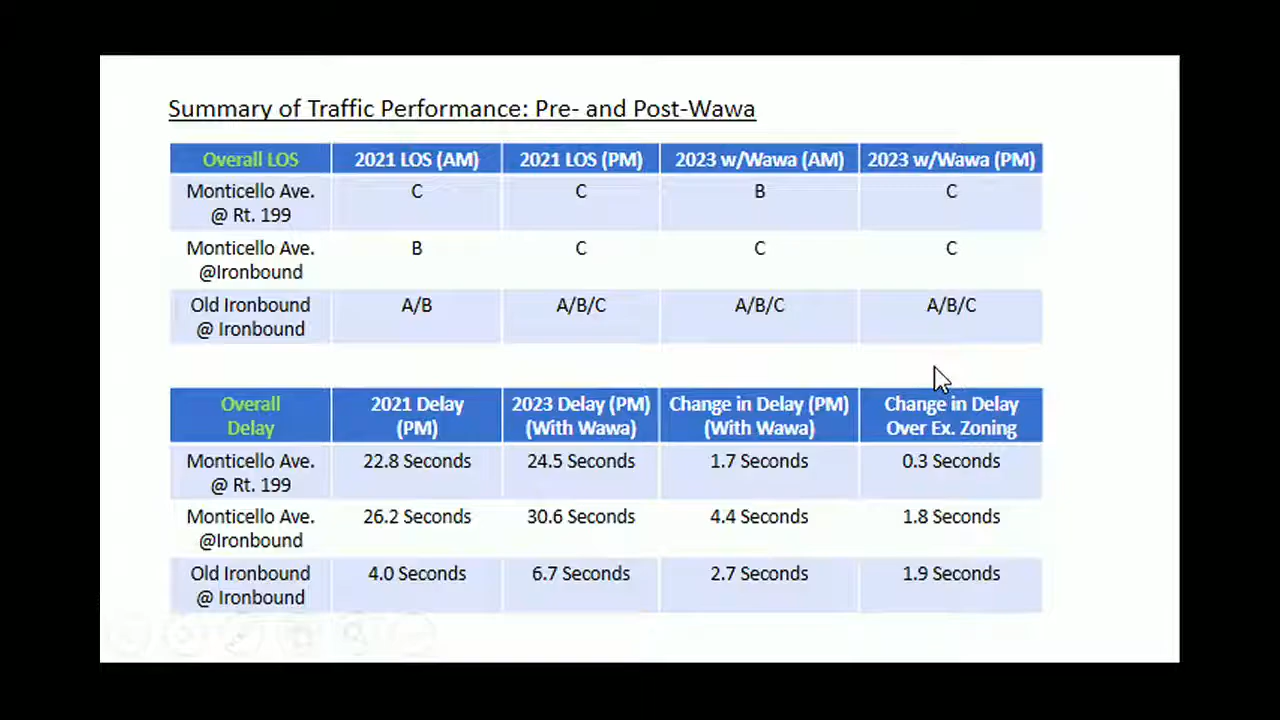 Summary of Traffic Performance: Pre- and Post-Wawa
Overall LOS 2021 LOS (AM) 2021 LOS (PM) 2023 w/Wawa (AM) 2023 w/Wawa (PM)
Monticello Ave. C C B C
@ Rt. 199
Monticello Ave. B C C C
@Ironbound
Old Ironbound A/B A/B/C A/B/C A/B/C
@ Ironbound
Overall 2021 Delay 2023 Delay (PM) Change in Delay (PM) Change in Delay
Delay (PM) (With Wawa) (With Wawa) Over Ex. Zoning
Monticello Ave. 22.8 Seconds 24.5 Seconds 1.7 Seconds 0.3 Seconds
@ Rt. 199
Monticello Ave. 26.2 Seconds 30.6 Seconds 4.4 Seconds 1.8 Seconds
@Ironbound
Old Ironbound 4.0 Seconds 6.7 Seconds 2.7 Seconds 1.9 Seconds
@ Ironbound